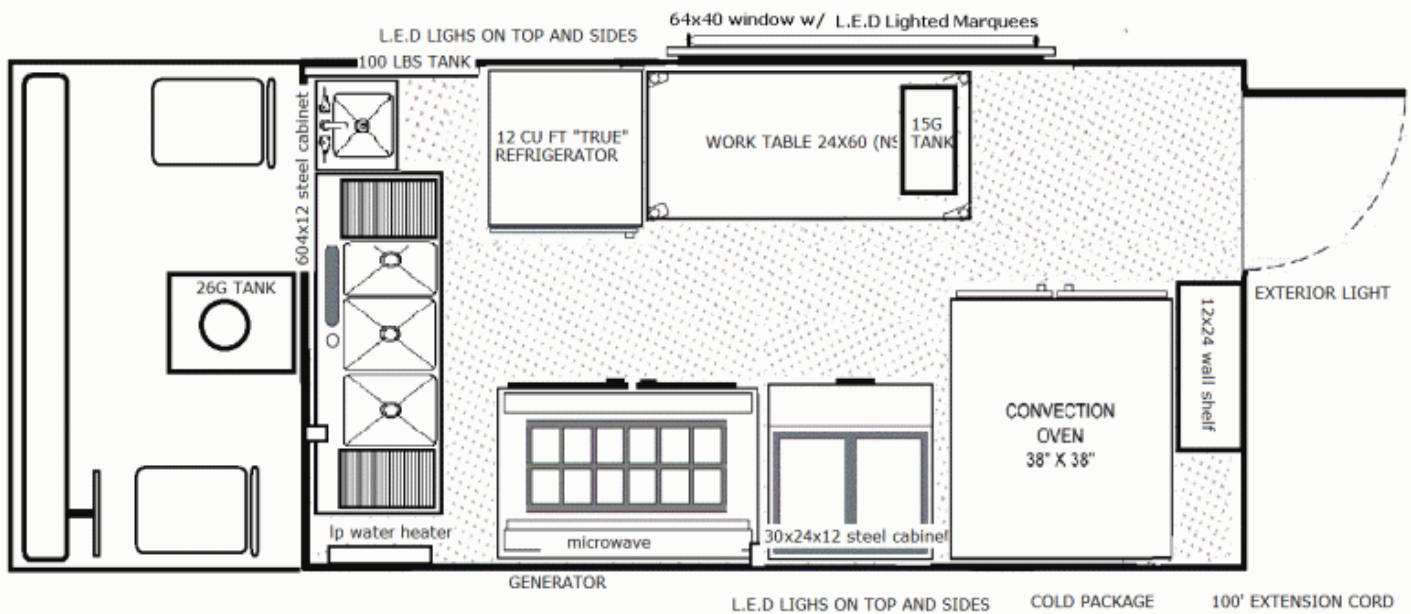 64x40 window w/ L.E.D Lighted Marquees
L.E.D LIGHS ON TOP AND SIDES
100 LBS TANK
604x12 steel cabinet
12 CU FT "TRUE"
REFRIGERATOR
WORK TABLE 24X60 (NS
15G
TANK
26G TANK
EXTERIOR LIGHT
12x24 wall shelf
CONVECTION
OVEN
38" X 38"
lp water heater
microwave
30x24x12 steel cabinet
GENERATOR
L.E.D LIGHS ON TOP AND SIDES
COLD PACKAGE
100' EXTENSION CORD